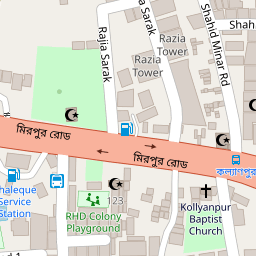 Shah
Razia
Tower
Shahid Minar Rd
Rajia Sarak
Razia
Tower
মিরপুর রোড
মিরপুর রোড
কল্যাণপুর
haleque
Service
Station
123
RHD Colony
Playground
Kollyanpur
Baptist
Church
d 1